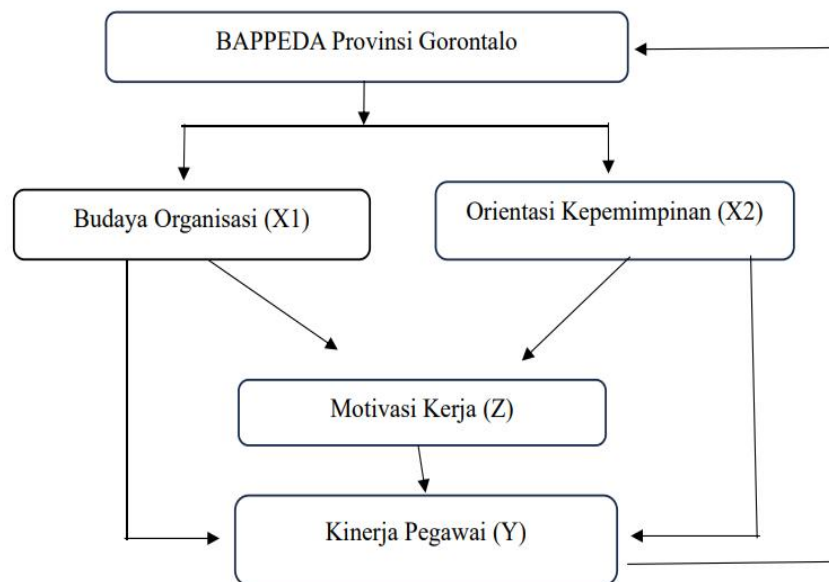 BAPPEDA Provinsi Gorontalo
Budaya Organisasi (X1)
Orientasi Kepemimpinan (X2)
Motivasi Kerja (Z)
Kinerja Pegawai (Y)